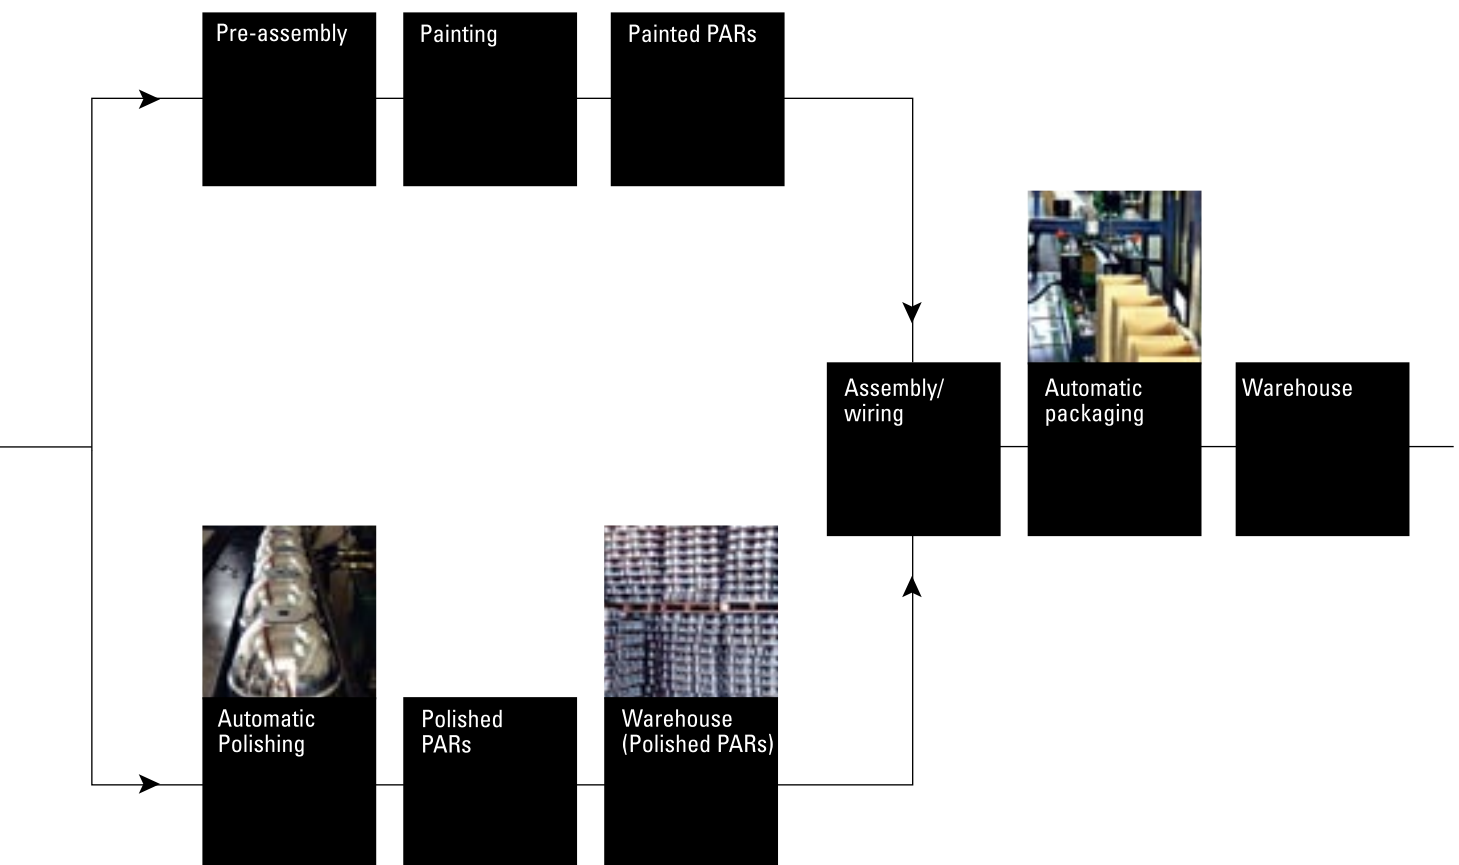 Pre-assembly
Painting
Painted PARs
Assembly/
wiring
Automatic
packaging
Warehouse
Automatic
Polishing
Polished
PARs
Warehouse
(Polished PARs)